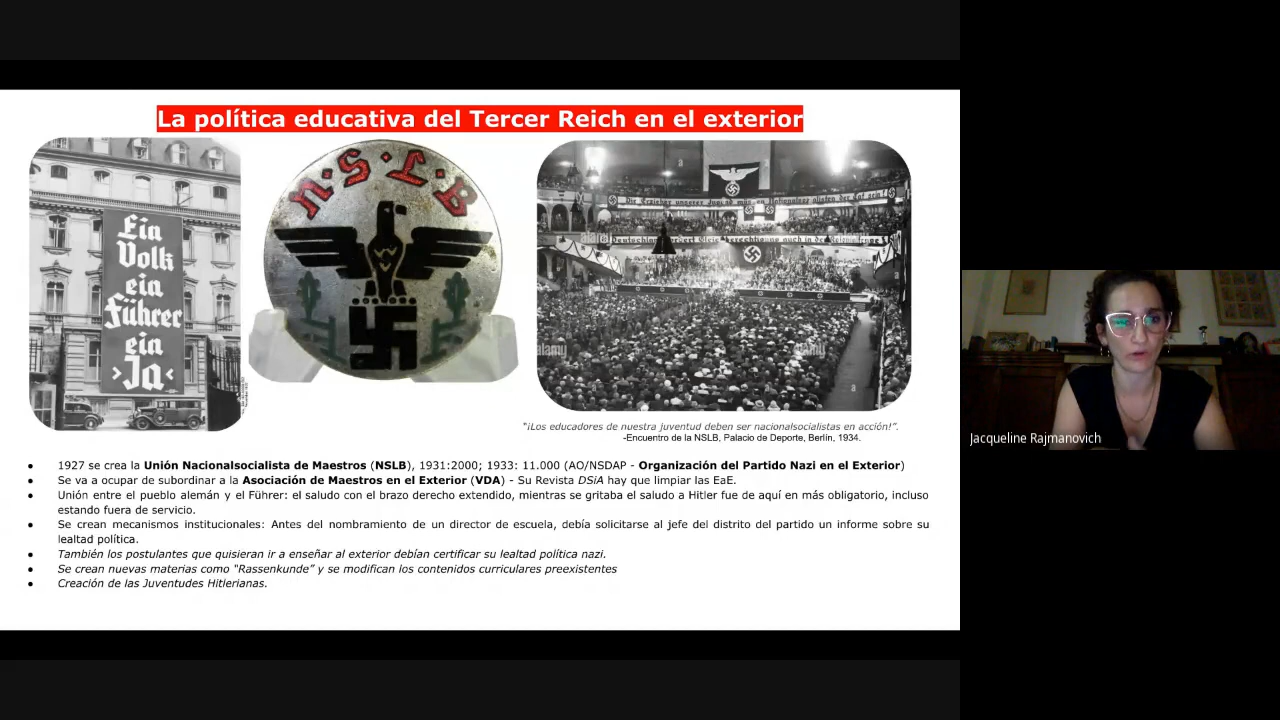 La política educativa del Tercer Reich en el exterior
Ein
Volk
ein
Führer
ein
>Ja<
N·S·L·B
alamy
a
alamy
a
"¡Los educadores de nuestra juventud deben ser nacionalsocialistas en acción!".
-Encuentro de la NSLB, Palacio de Deporte, Berlín, 1934.
● 1927 se crea la Unión Nacionalsocialista de Maestros (NSLB), 1931:2000; 1933: 11.000 (AO/NSDAP - Organización del Partido Nazi en el Exterior)
● Se va a ocupar de subordinar a la Asociación de Maestros en el Exterior (VDA) - Su Revista DSiA hay que limpiar las EaE.
● Unión entre el pueblo alemán y el Führer: el saludo con el brazo derecho extendido, mientras se gritaba el saludo a Hitler fue de aquí en más obligatorio, incluso
estando fuera de servicio.
● Se crean mecanismos institucionales: Antes del nombramiento de un director de escuela, debía solicitarse al jefe del distrito del partido un informe sobre su
lealtad política.
● También los postulantes que quisieran ir a enseñar al exterior debían certificar su lealtad política nazi.
● Se crean nuevas materias como "Rassenkunde" y se modifican los contenidos curriculares preexistentes
● Creación de las Juventudes Hitlerianas.
Jacqueline Rajmanovich